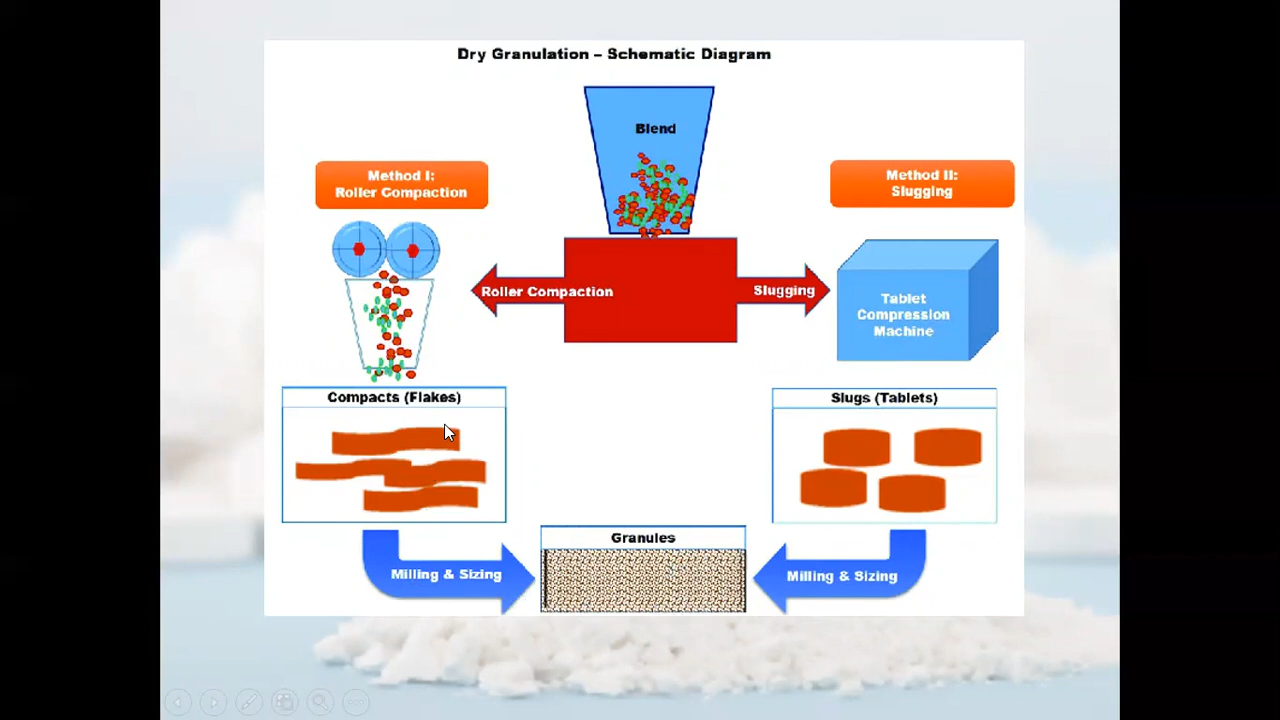 Dry Granulation – Schematic Diagram
Blend
Method I:
Roller Compaction
Method II:
Slugging
Roller Compaction
Slugging
Tablet
Compression
Machine
Compacts (Flakes)
Slugs (Tablets)
Granules
Milling & Sizing
Milling & Sizing